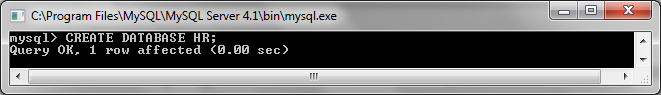 C:\Program Files\MySQL\MySQL Server 4.1\bin\mysql.exe
mysql> CREATE DATABASE HR;
Query OK, 1 row affected (0.00 sec)